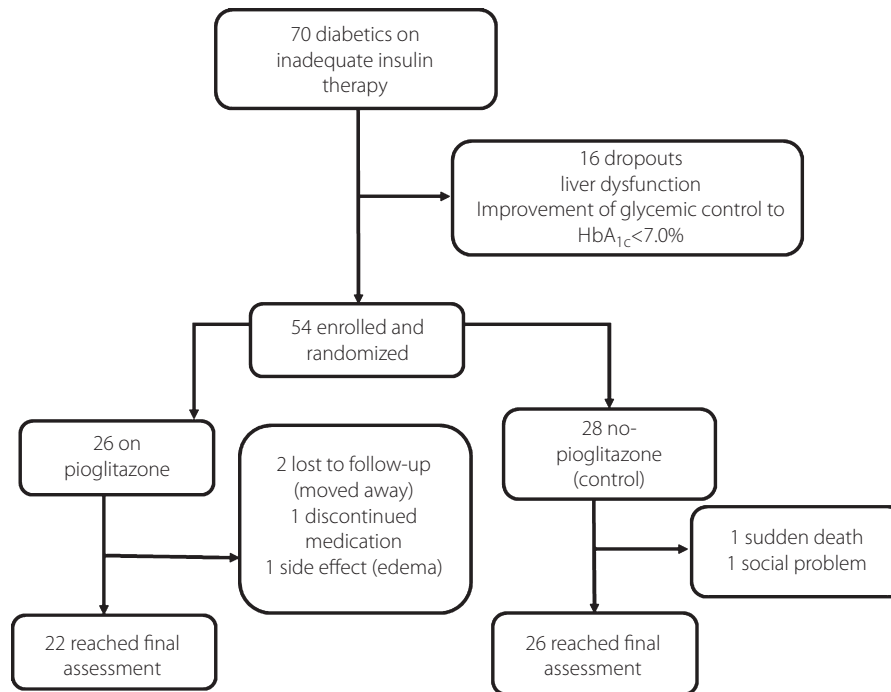 70 diabetics on
inadequate insulin
therapy
16 dropouts
liver dysfunction
Improvement of glycemic control to
HbA1c<7.0%
54 enrolled and
randomized
26 on
pioglitazone
2 lost to follow-up
(moved away)
1 discontinued
medication
1 side effect (edema)
28 no-
pioglitazone
(control)
1 sudden death
1 social problem
22 reached final
assessment
26 reached final
assessment